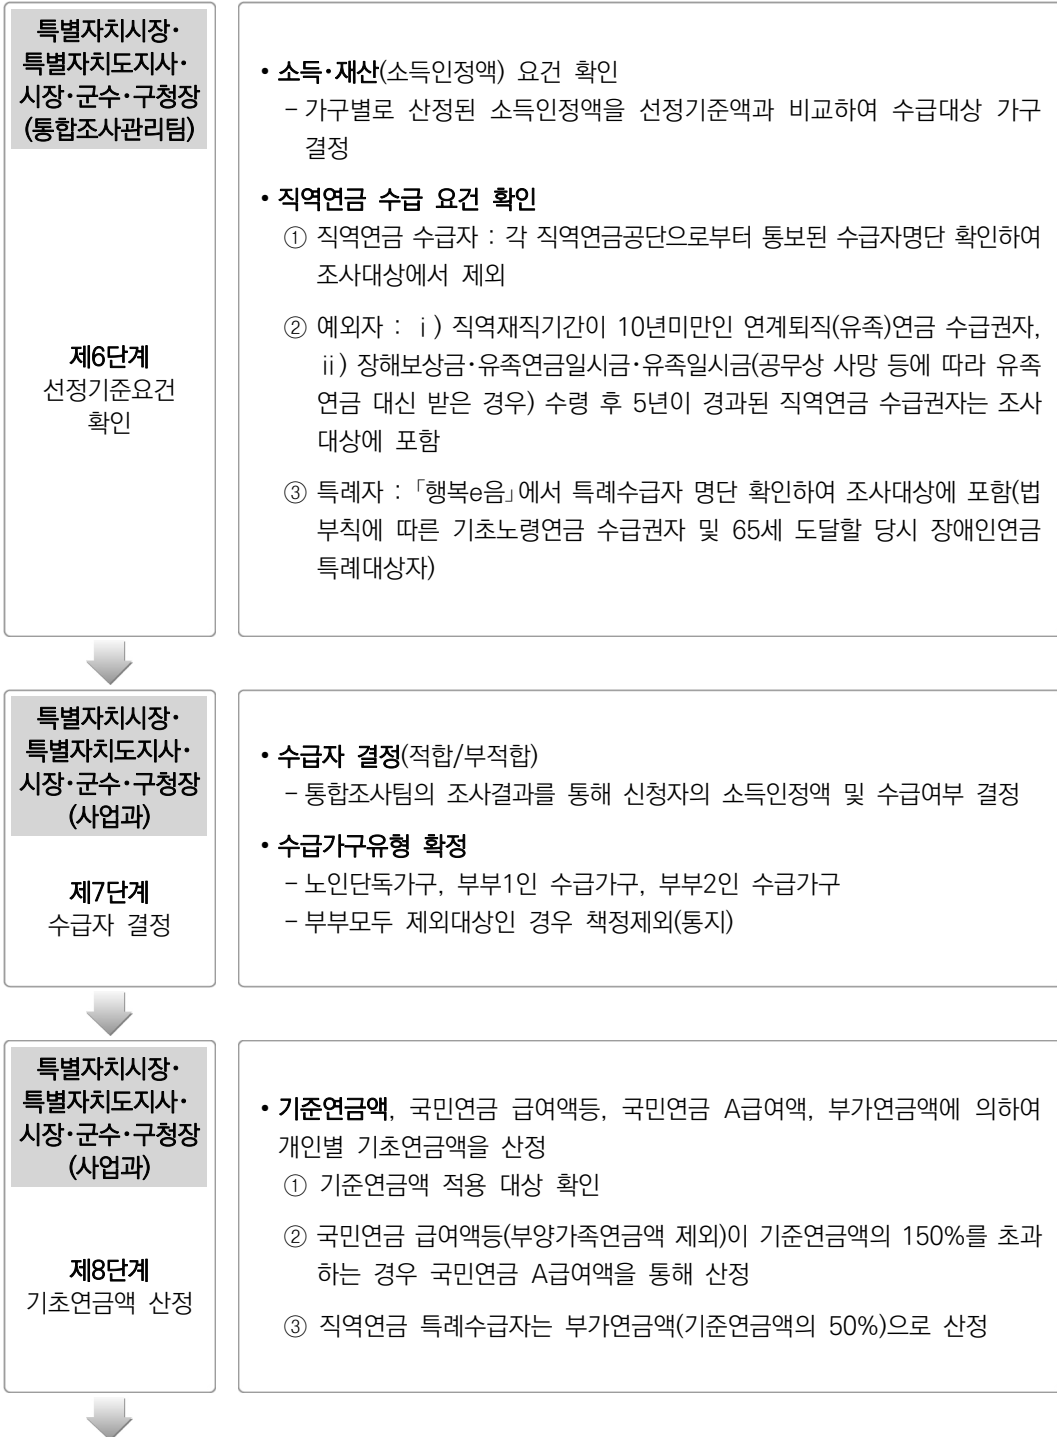 특별자치시장·
특별자치도지사·
시장·군수·구청장
(통합조사관리팀)
제6단계
선정기준요건
확인
• 소득·재산(소득인정액) 요건 확인
- 가구별로 산정된 소득인정액을 선정기준액과 비교하여 수급대상 가구
결정
• 직역연금 수급 요건 확인
① 직역연금 수급자 : 각 직역연금공단으로부터 통보된 수급자명단 확인하여
조사대상에서 제외
② 예외자 : ⅰ) 직역재직기간이 10년미만인 연계퇴직(유족)연금 수급권자,
ⅱ) 장해보상금·유족연금일시금·유족일시금(공무상 사망 등에 따라 유족
연금 대신 받은 경우) 수령 후 5년이 경과된 직역연금 수급권자는 조사
대상에 포함
③ 특례자 : 「행복e음」에서 특례수급자 명단 확인하여 조사대상에 포함(법
부칙에 따른 기초노령연금 수급권자 및 65세 도달할 당시 장애인연금
특례대상자)
특별자치시장·
특별자치도지사·
시장·군수·구청장
(사업과)
제7단계
수급자 결정
• 수급자 결정(적합/부적합)
- 통합조사팀의 조사결과를 통해 신청자의 소득인정액 및 수급여부 결정
• 수급가구유형 확정
- 노인단독가구, 부부1인 수급가구, 부부2인 수급가구
- 부부모두 제외대상인 경우 책정제외(통지)
특별자치시장·
특별자치도지사·
시장·군수·구청장
(사업과)
제8단계
기초연금액 산정
• 기준연금액, 국민연금 급여액등, 국민연금 A급여액, 부가연금액에 의하여
개인별 기초연금액을 산정
① 기준연금액 적용 대상 확인
② 국민연금 급여액등(부양가족연금액 제외)이 기준연금액의 150%를 초과
하는 경우 국민연금 A급여액을 통해 산정
③ 직역연금 특례수급자는 부가연금액(기준연금액의 50%)으로 산정